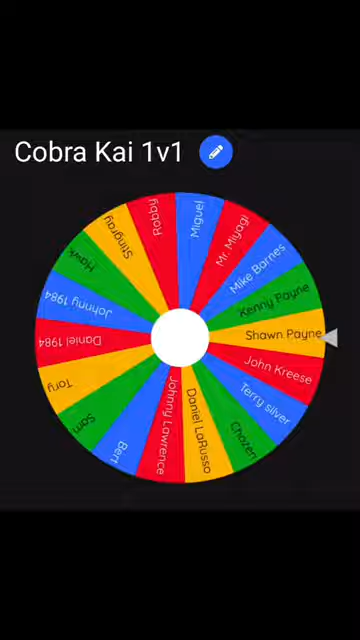 Cobra Kai 1v1
Miguel
Mr. Miyagi
Mike Barnes
Kenny Payne
Shawn Payne
John Kreese
Terry silver
Chozen
Daniel LaRusso
Johnny Lawrence
Bert
Sam
Tory
Daniel 1984
Johnny 1984
Hawk
Stingray
Robby